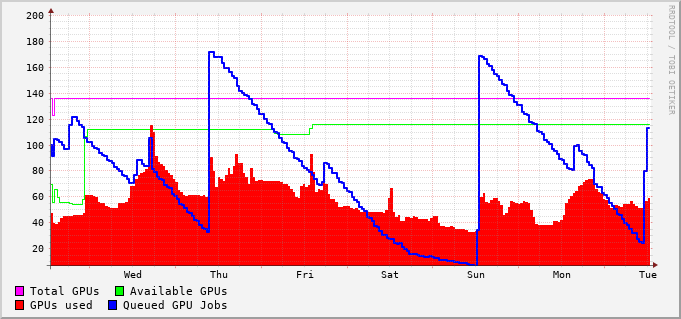 200
180
160
140
120
100
80
60
40
20
Wed Thu Fri Sat Sun Mon Tue
Total GPUs Available GPUs
GPUs used Queued GPU Jobs
RRDTOOL / TOBI OETIKER